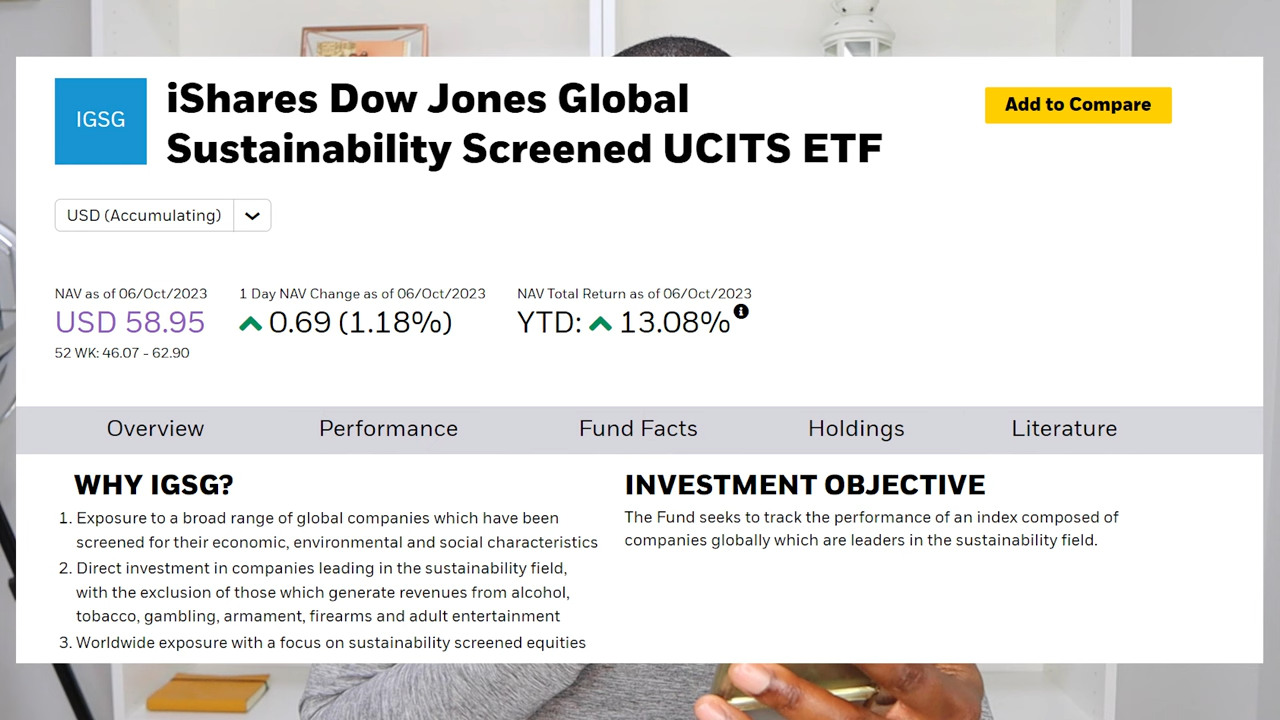 IGSG
iShares Dow Jones Global
Sustainability Screened UCITS ETF
Add to Compare
USD (Accumulating)
NAV as of 06/Oct/2023
USD 58.95
52 WK: 46.07 - 62.90
1 Day NAV Change as of 06/Oct/2023
0.69 (1.18%)
NAV Total Return as of 06/Oct/2023
YTD: 13.08%
Overview Performance Fund Facts Holdings Literature
WHY IGSG?
1. Exposure to a broad range of global companies which have been
screened for their economic, environmental and social characteristics
2. Direct investment in companies leading in the sustainability field,
with the exclusion of those which generate revenues from alcohol,
tobacco, gambling, armament, firearms and adult entertainment
3. Worldwide exposure with a focus on sustainability screened equities
INVESTMENT OBJECTIVE
The Fund seeks to track the performance of an index composed of
companies globally which are leaders in the sustainability field.